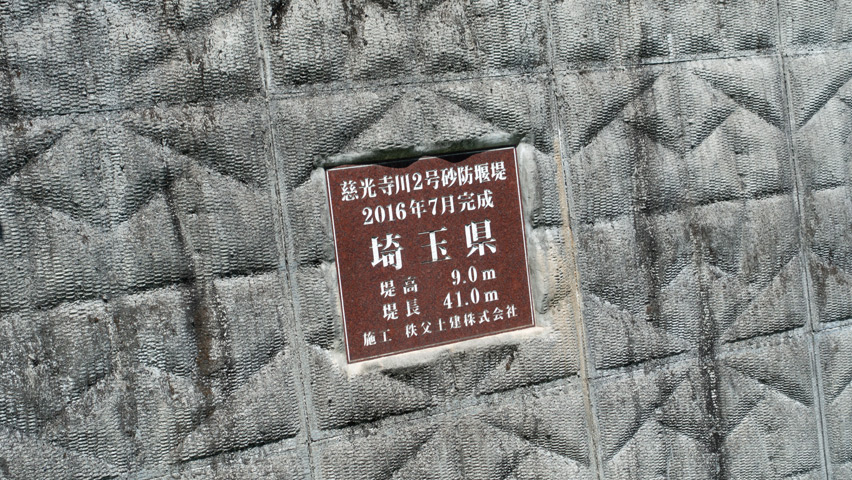 慈光寺川2号砂防堰堤
2016年7月完成
埼玉県
堤高 9.0m
堤長 41.0m
施工 秩父土建株式会社